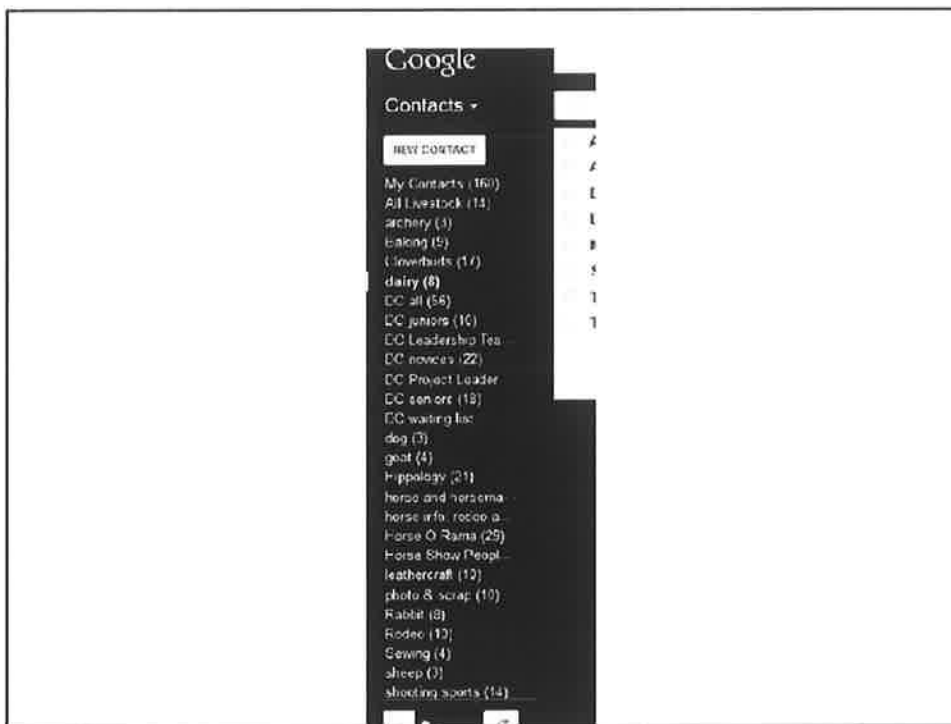 Google
Contacts
NEW CONTACT
My Contacts (160)
All Livestock (14)
archery (3)
Baking (9)
Cloverbuds (17)
dairy (8)
DC all (56)
DC juniors (10)
DC Leadership Tea...
DC novices (22)
DC Project Leader
DC seniors (18)
DC waiting list
dog (3)
goat (4)
Hippology (21)
horse and horsema...
horse info, rodeo a...
Horse O Rama (29)
Horse Show Peopl...
leathercraft (10)
photo & scrap (10)
Rabbit (8)
Rodeo (10)
Sewing (4)
sheep (3)
shooting sports (14)